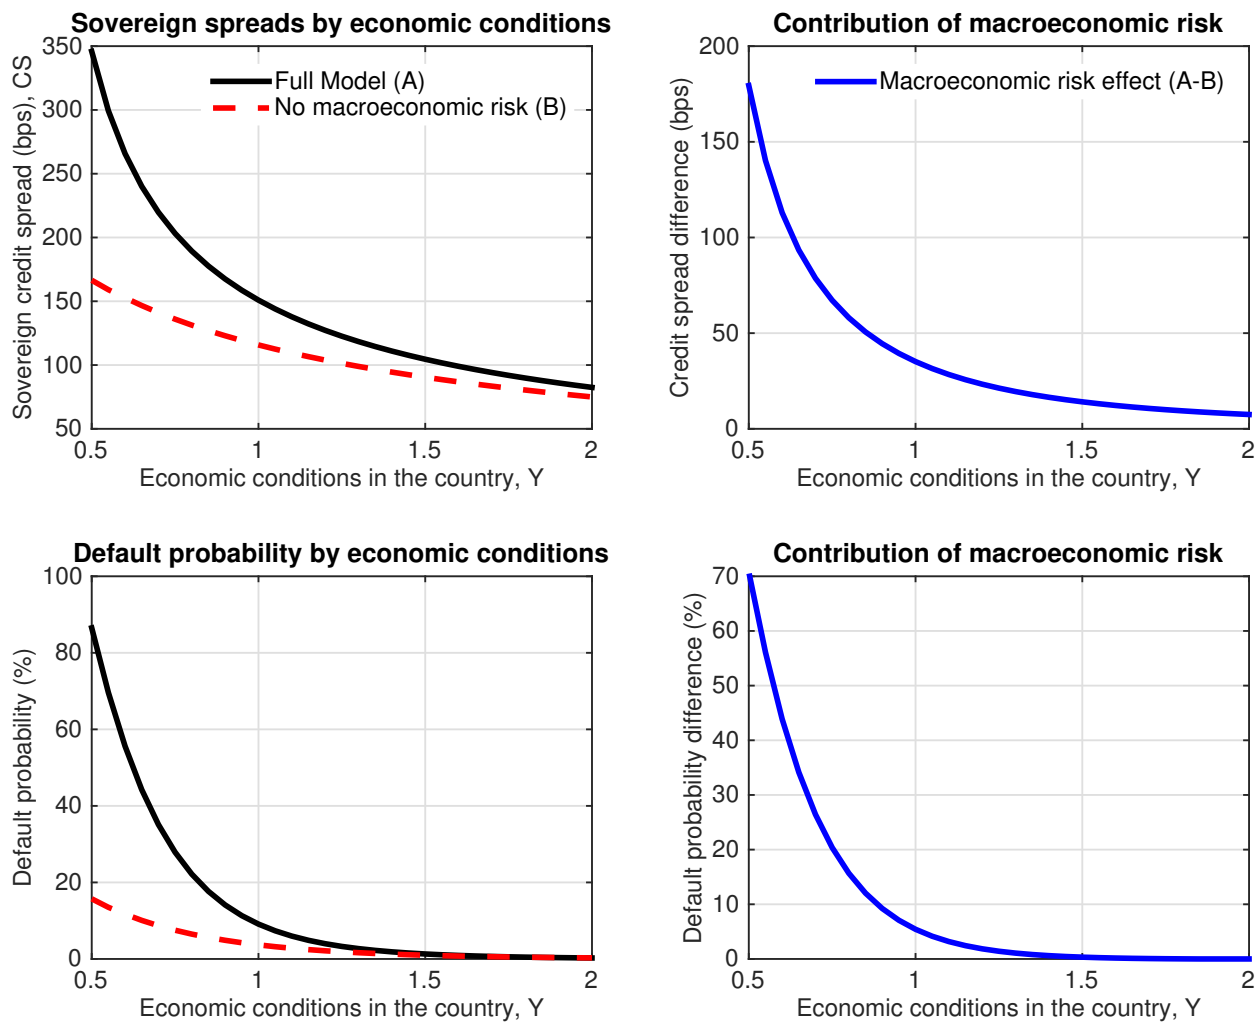 Sovereign spreads by economic conditions
Sovereign credit spread (bps), CS
350
300
250
200
150
100
50
Full Model (A)
No macroeconomic risk (B)
0.5 1 1.5 2
Economic conditions in the country, Y
Contribution of macroeconomic risk
Credit spread difference (bps)
200
150
100
50
0
Macroeconomic risk effect (A-B)
0.5 1 1.5 2
Economic conditions in the country, Y
Default probability by economic conditions
Default probability (%)
100
80
60
40
20
0
0.5 1 1.5 2
Economic conditions in the country, Y
Contribution of macroeconomic risk
Default probability difference (%)
70
60
50
40
30
20
10
0
0.5 1 1.5 2
Economic conditions in the country, Y